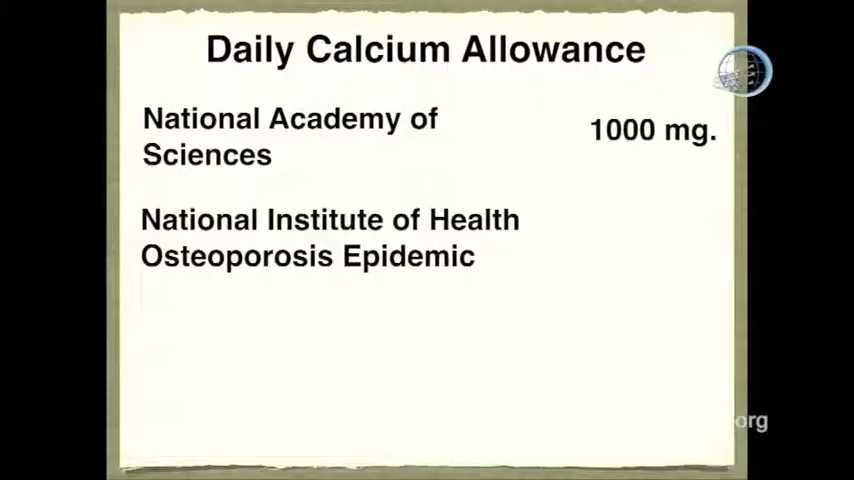 Daily Calcium Allowance
National Academy of
Sciences
1000 mg.
National Institute of Health
Osteoporosis Epidemic
org